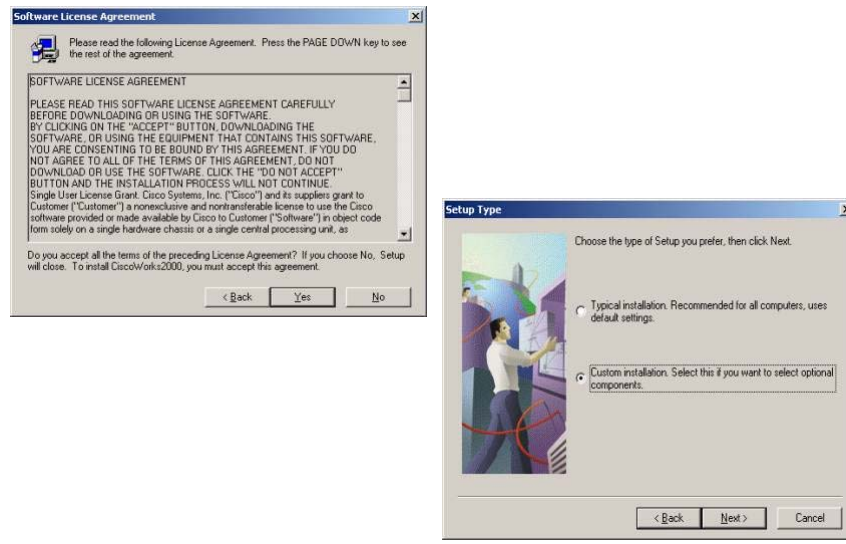 Software License Agreement
Please read the following License Agreement. Press the PAGE DOWN key to see
the rest of the agreement.
SOFTWARE LICENSE AGREEMENT
PLEASE READ THIS SOFTWARE LICENSE AGREEMENT CAREFULLY
BEFORE DOWNLOADING OR USING THE SOFTWARE.
BY CLICKING ON THE "ACCEPT" BUTTON, DOWNLOADING THE
SOFTWARE, OR USING THE EQUIPMENT THAT CONTAINS THIS SOFTWARE,
YOU ARE CONSENTING TO BE BOUND BY THIS AGREEMENT. IF YOU DO
NOT AGREE TO ALL OF THE TERMS OF THIS AGREEMENT, DO NOT
DOWNLOAD OR USE THE SOFTWARE. CLICK THE "DO NOT ACCEPT"
BUTTON AND THE INSTALLATION PROCESS WILL NOT CONTINUE.
Single User License Grant. Cisco Systems, Inc. ("Cisco") and its suppliers grant to
Customer ("Customer") a nonexclusive and nontransferable license to use the Cisco
software provided or made available by Cisco to Customer ("Software") in object code
form solely on a single hardware chassis or a single central processing unit, as
Do you accept all the terms of the preceding License Agreement? If you choose No, Setup
will close. To install CiscoWorks2000, you must accept this agreement.
< Back
Yes
No
Setup Type
Choose the type of Setup you prefer, then click Next.
Typical installation. Recommended for all computers, uses
default settings.
Custom installation. Select this if you want to select optional
components.
< Back
Next >
Cancel